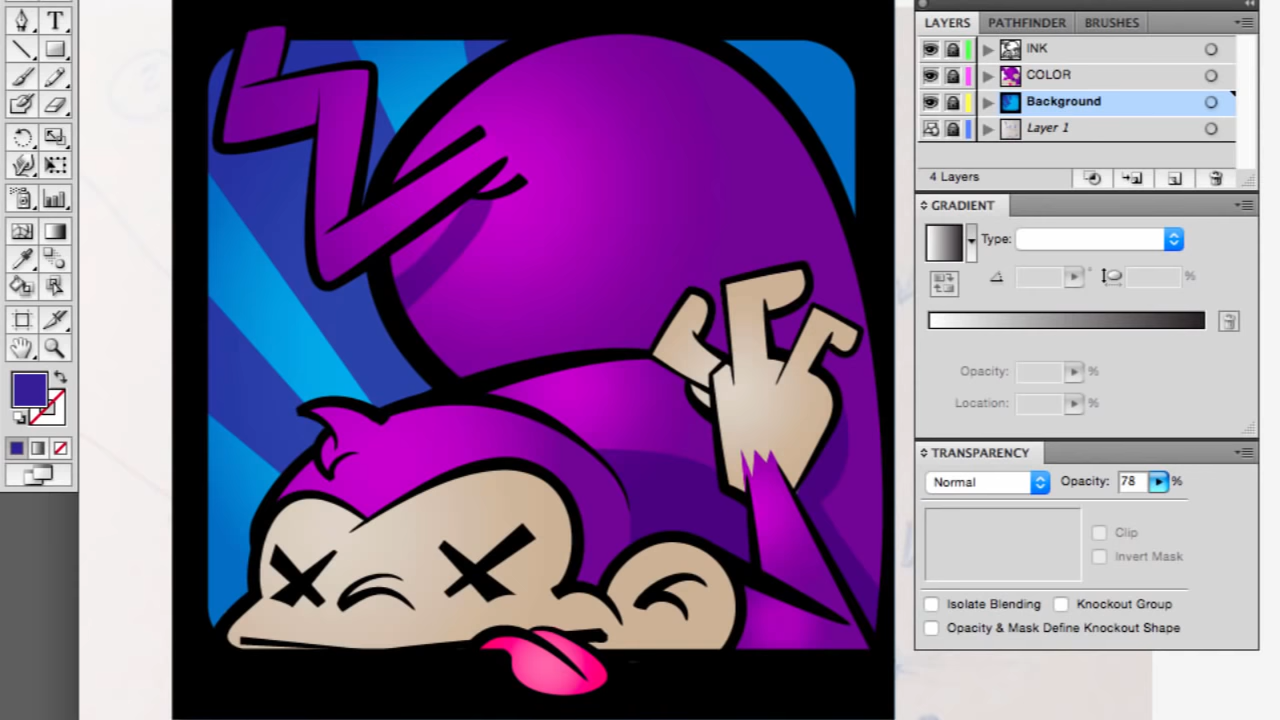 T
LAYERS PATHFINDER BRUSHES
INK
COLOR
Background
Layer 1
4 Layers
GRADIENT
Type:
°
%
Opacity: %
Location: %
TRANSPARENCY
Normal Opacity: 78 %
Clip
Invert Mask
Isolate Blending Knockout Group
Opacity & Mask Define Knockout Shape